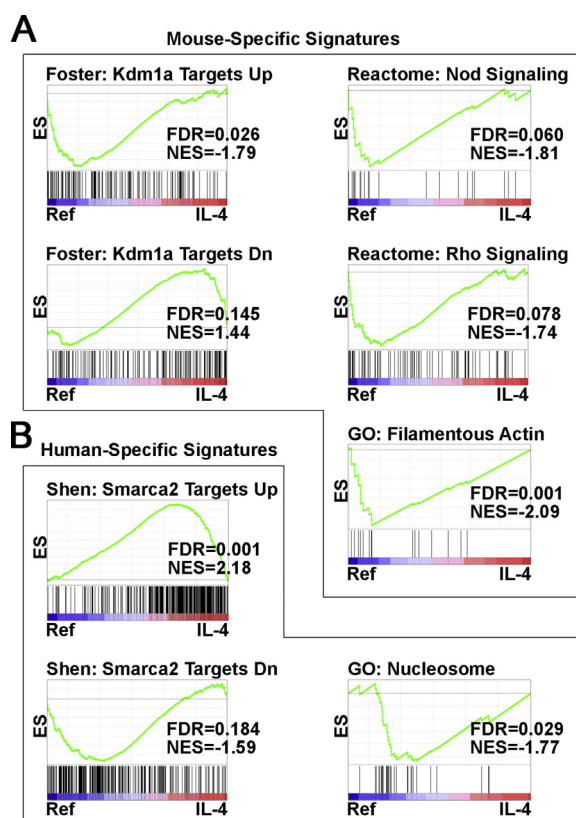 A
Mouse-Specific Signatures
Foster: Kdm1a Targets Up
ES
FDR=0.026
NES=-1.79
Ref IL-4
Reactome: Nod Signaling
ES
FDR=0.060
NES=-1.81
Ref IL-4
Foster: Kdm1a Targets Dn
ES
FDR=0.145
NES=1.44
Ref IL-4
Reactome: Rho Signaling
ES
FDR=0.078
NES=-1.74
Ref IL-4
GO: Filamentous Actin
ES
FDR=0.001
NES=-2.09
Ref IL-4
B
Human-Specific Signatures
Shen: Smarca2 Targets Up
ES
FDR=0.001
NES=2.18
Ref IL-4
Shen: Smarca2 Targets Dn
ES
FDR=0.184
NES=-1.59
Ref IL-4
GO: Nucleosome
ES
FDR=0.029
NES=-1.77
Ref IL-4